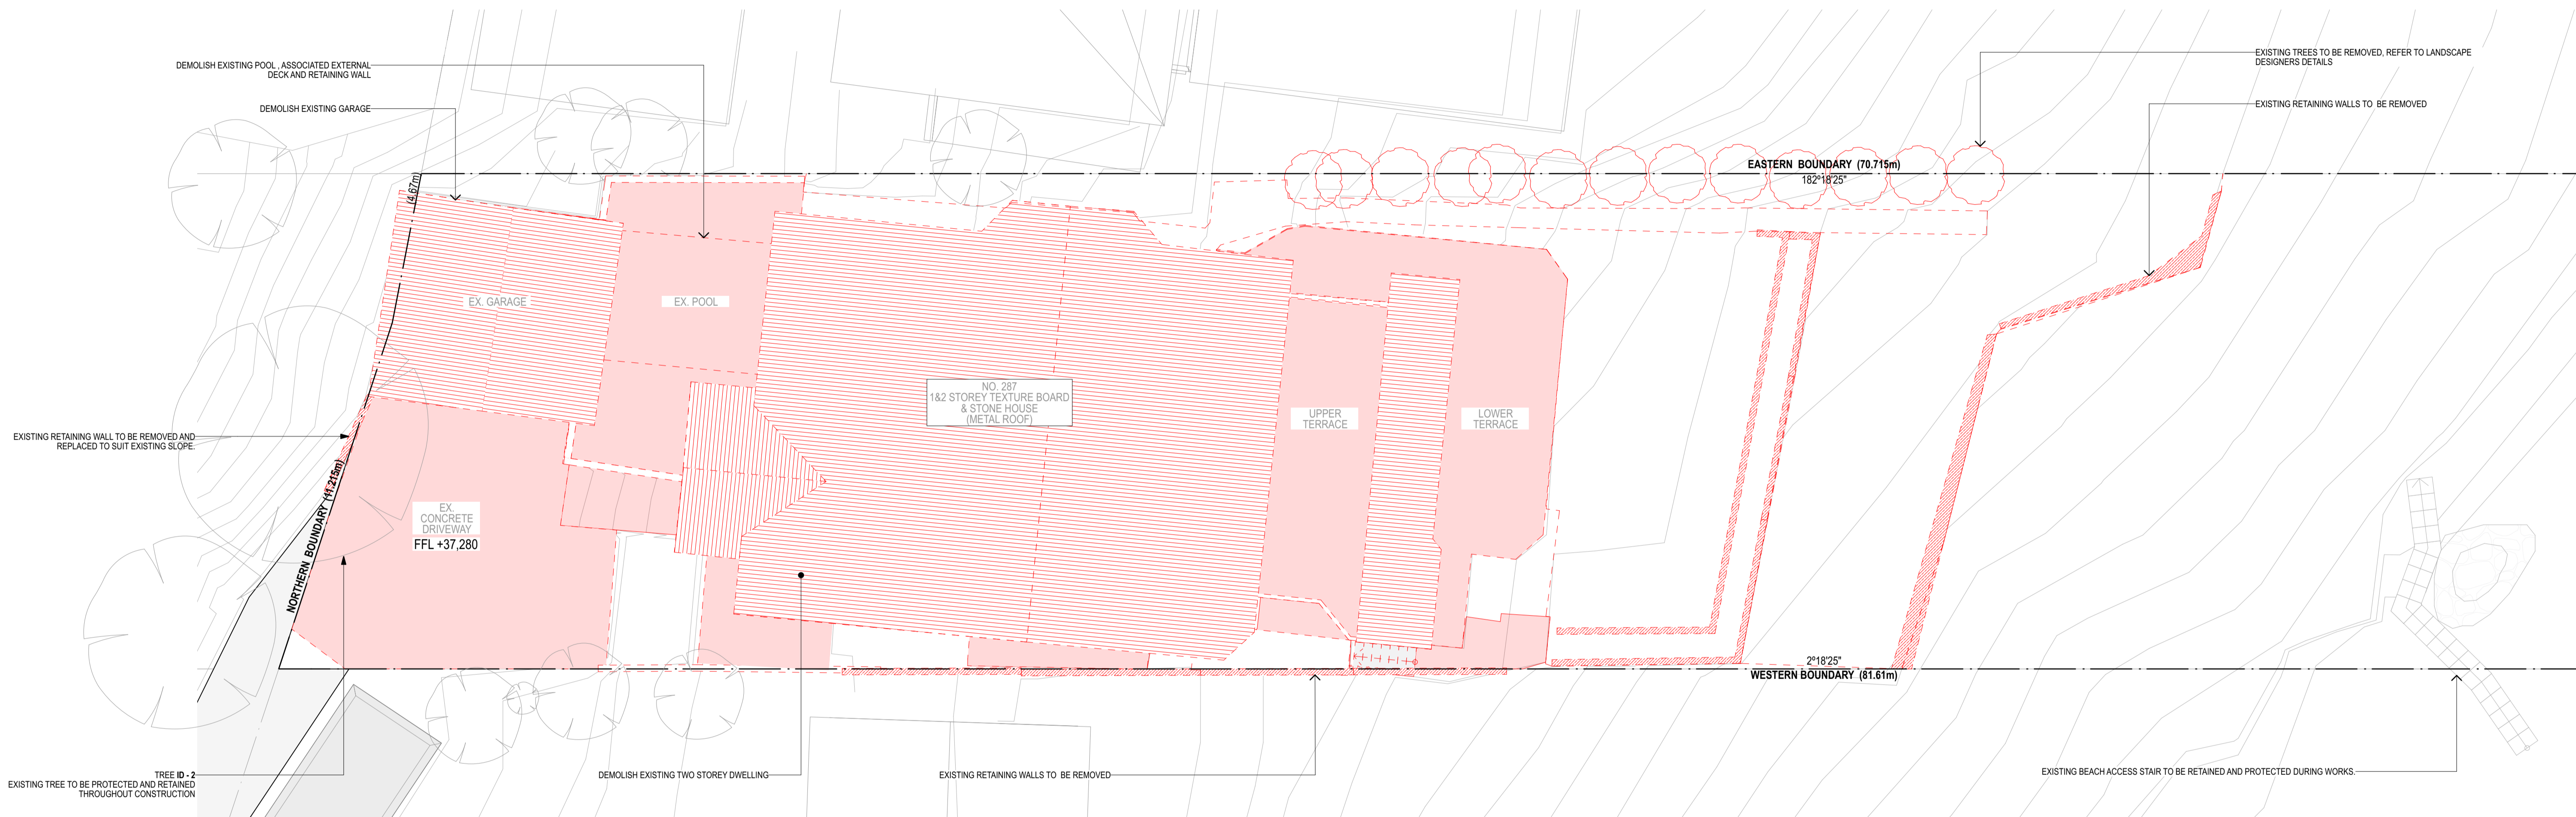 DEMOLISH EXISTING POOL , ASSOCIATED EXTERNAL
DECK AND RETAINING WALL
DEMOLISH EXISTING GARAGE
EXISTING TREES TO BE REMOVED, REFER TO LANDSCAPE
DESIGNERS DETAILS
EXISTING RETAINING WALLS TO BE REMOVED
EASTERN BOUNDARY (70.715m)
182°18'25"
(4.67m)
EX. GARAGE
EX. POOL
NO. 287
1&2 STOREY TEXTURE BOARD
& STONE HOUSE
(METAL ROOF)
UPPER
TERRACE
LOWER
TERRACE
EXISTING RETAINING WALL TO BE REMOVED AND
REPLACED TO SUIT EXISTING SLOPE.
NORTHERN BOUNDARY (11.215m)
EX.
CONCRETE
DRIVEWAY
FFL +37,280
2°18'25"
WESTERN BOUNDARY (81.61m)
TREE ID - 2
EXISTING TREE TO BE PROTECTED AND RETAINED
THROUGHOUT CONSTRUCTION
DEMOLISH EXISTING TWO STOREY DWELLING
EXISTING RETAINING WALLS TO BE REMOVED
EXISTING BEACH ACCESS STAIR TO BE RETAINED AND PROTECTED DURING WORKS.